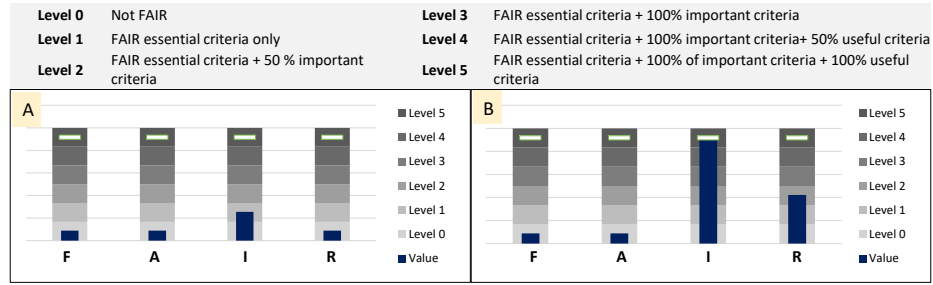 Level 0 Not FAIR Level 3 FAIR essential criteria + 100% important criteria
Level 1 FAIR essential criteria only Level 4 FAIR essential criteria + 100% important criteria+ 50% useful criteria
Level 2 FAIR essential criteria + 50 % important criteria Level 5 FAIR essential criteria + 100% of important criteria + 100% useful criteria
A
Level 5
Level 4
Level 3
Level 2
Level 1
Level 0
Value
F A I R
B
Level 5
Level 4
Level 3
Level 2
Level 1
Level 0
Value
F A I R